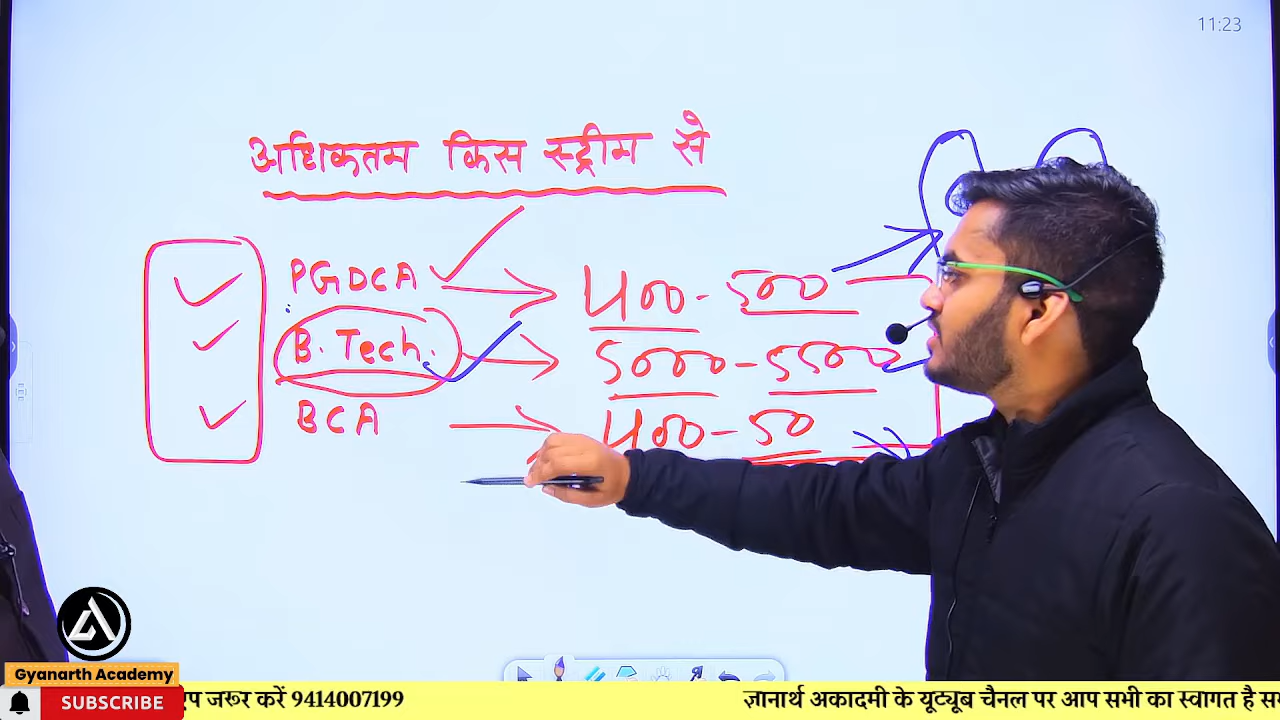 11:23
अधिकतम किस स्ट्रीम से
PGDCA 400 - 500
B. Tech. 5000 - 5500
BCA 400 - 50
Gyanarth Academy
SUBSCRIBE
जरूर करें 9414007199 ज्ञानार्थ अकादमी के यूट्यूब चैनल पर आप सभी का स्वागत है